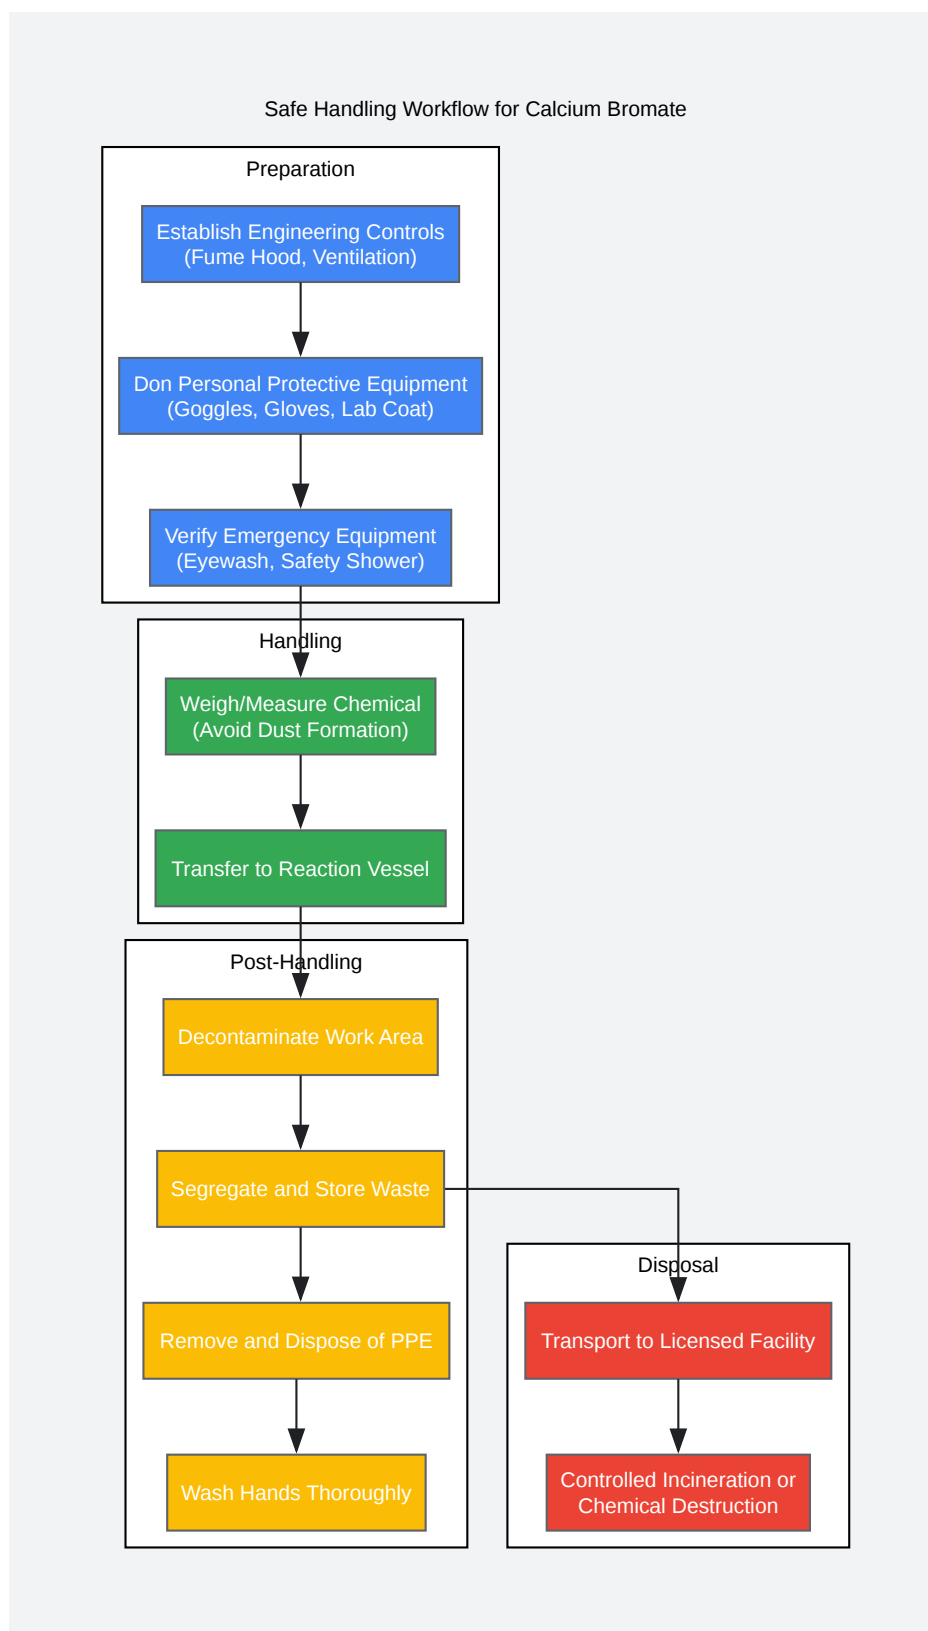 Safe Handling Workflow for Calcium Bromate
Preparation
Establish Engineering Controls
(Fume Hood, Ventilation)
Don Personal Protective Equipment
(Goggles, Gloves, Lab Coat)
Verify Emergency Equipment
(Eyewash, Safety Shower)
Handling
Weigh/Measure Chemical
(Avoid Dust Formation)
Transfer to Reaction Vessel
Post-Handling
Decontaminate Work Area
Segregate and Store Waste
Remove and Dispose of PPE
Wash Hands Thoroughly
Disposal
Transport to Licensed Facility
Controlled Incineration or
Chemical Destruction